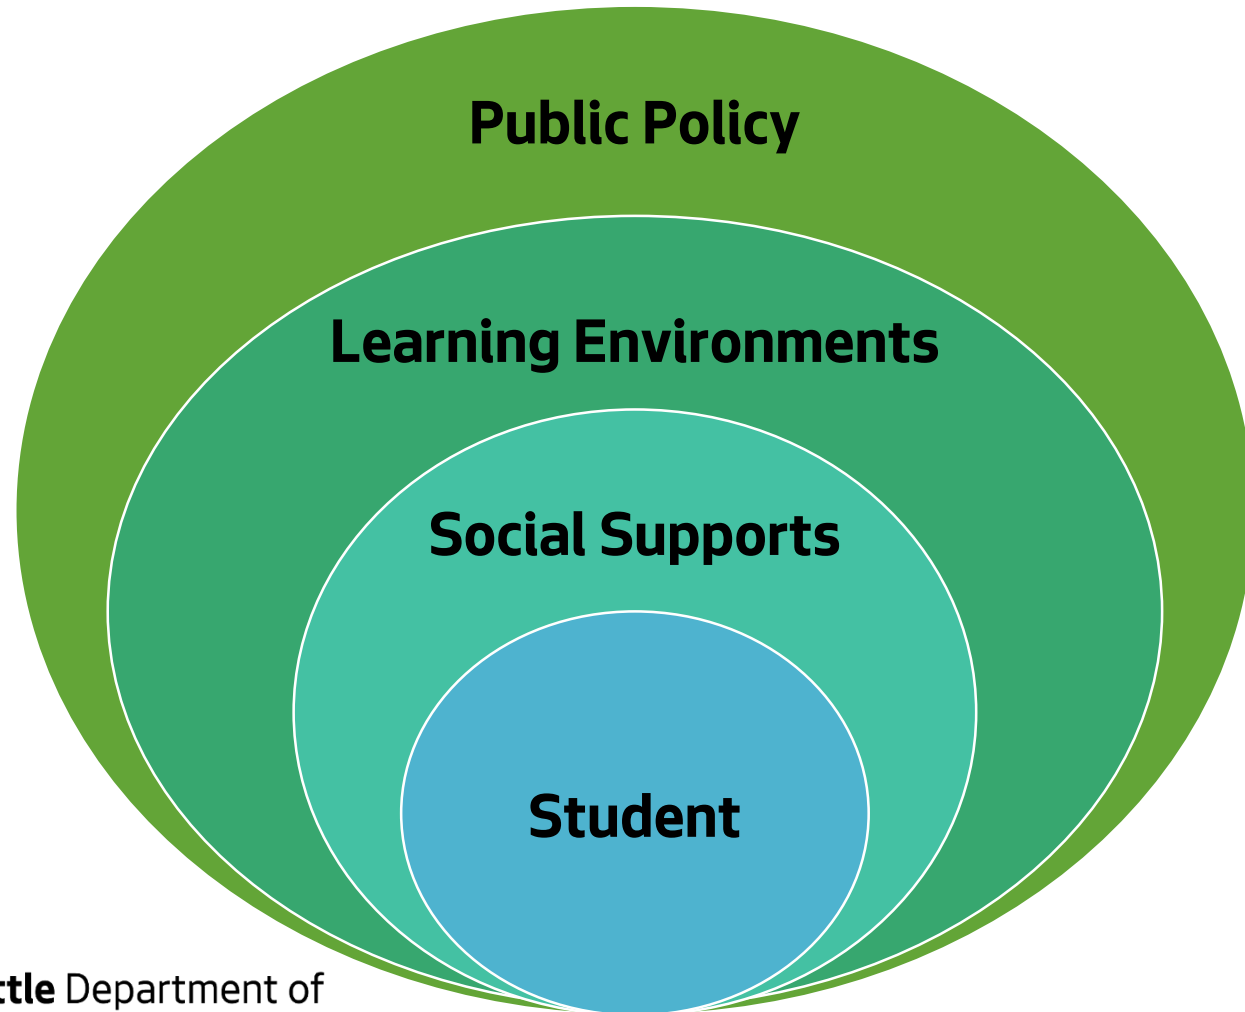 Public Policy
Learning Environments
Social Supports
Student
ttle Department of